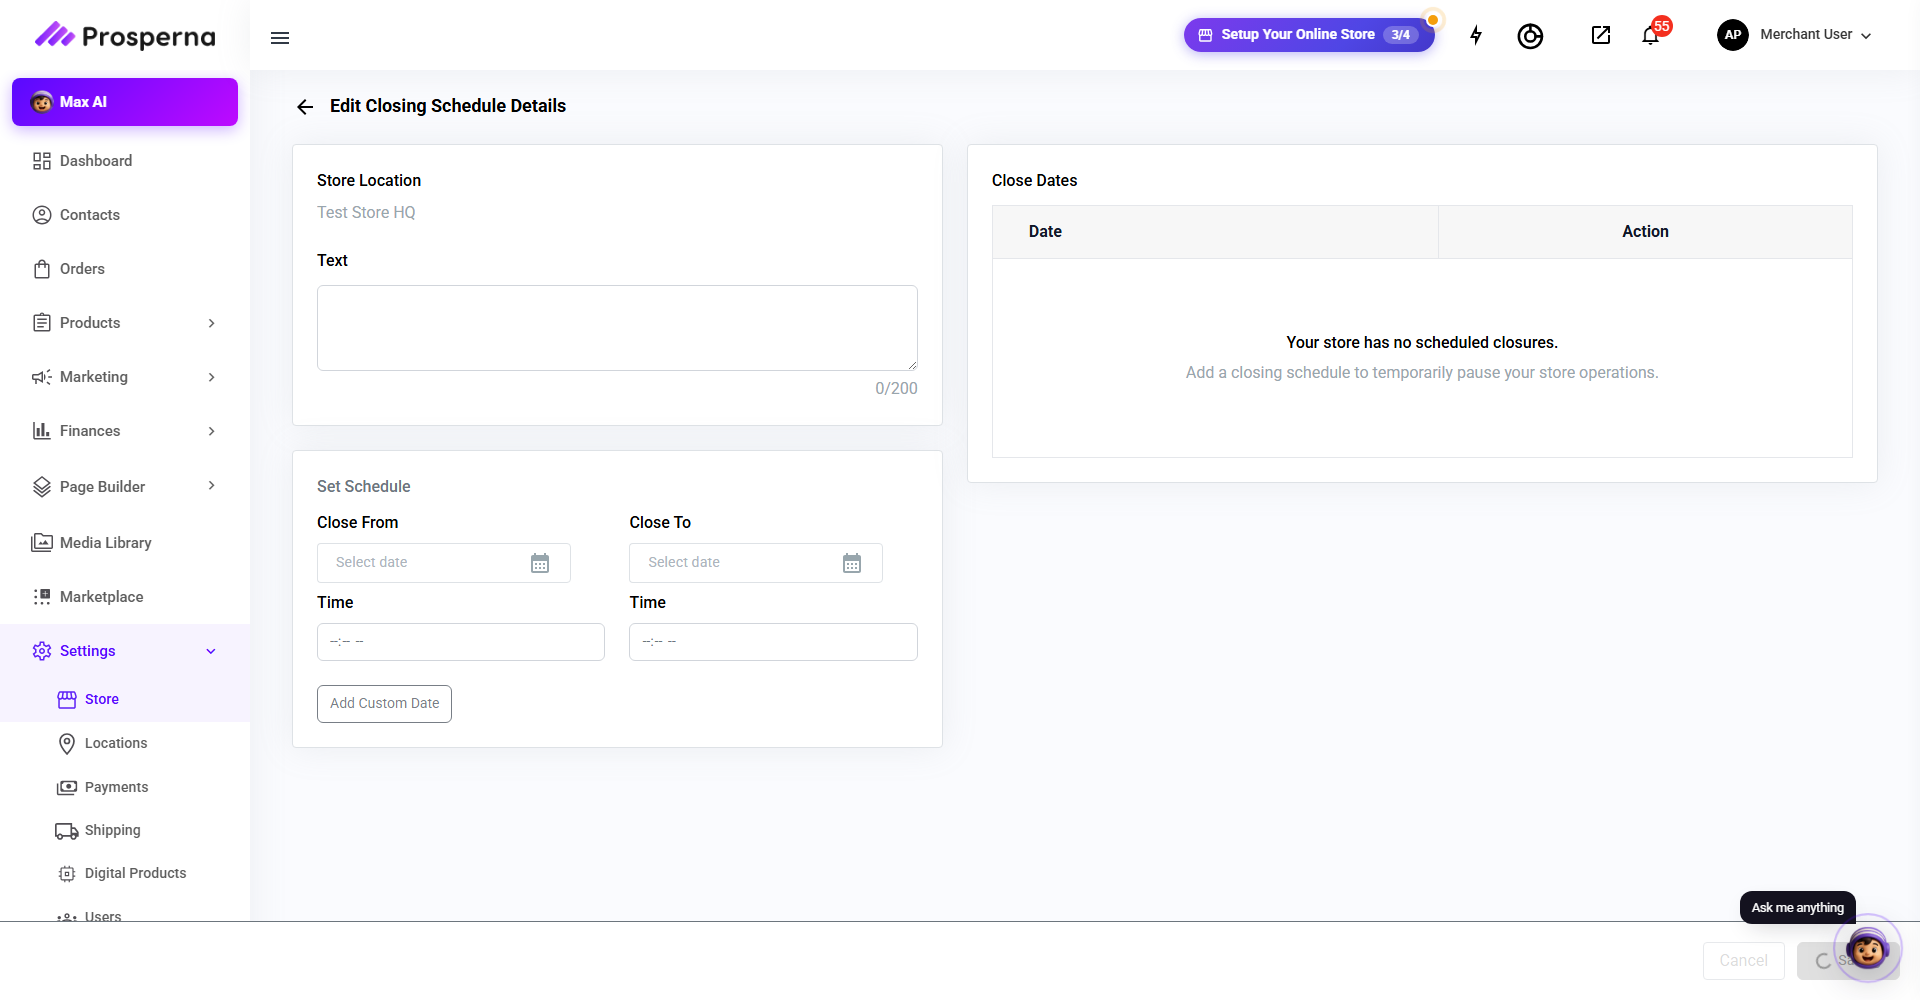 Prosperna
Setup Your Online Store 3/4
55
AP
Merchant User
Max AI
Dashboard
Contacts
Orders
Products
Marketing
Finances
Page Builder
Media Library
Marketplace
Settings
Store
Locations
Payments
Shipping
Digital Products
Users
Edit Closing Schedule Details
Store Location
Test Store HQ
Text
0/200
Set Schedule
Close From
Close To
Select date
Select date
Time
Time
--:-- --
--:-- --
Add Custom Date
Close Dates
Date
Action
Your store has no scheduled closures.
Add a closing schedule to temporarily pause your store operations.
Ask me anything
Cancel